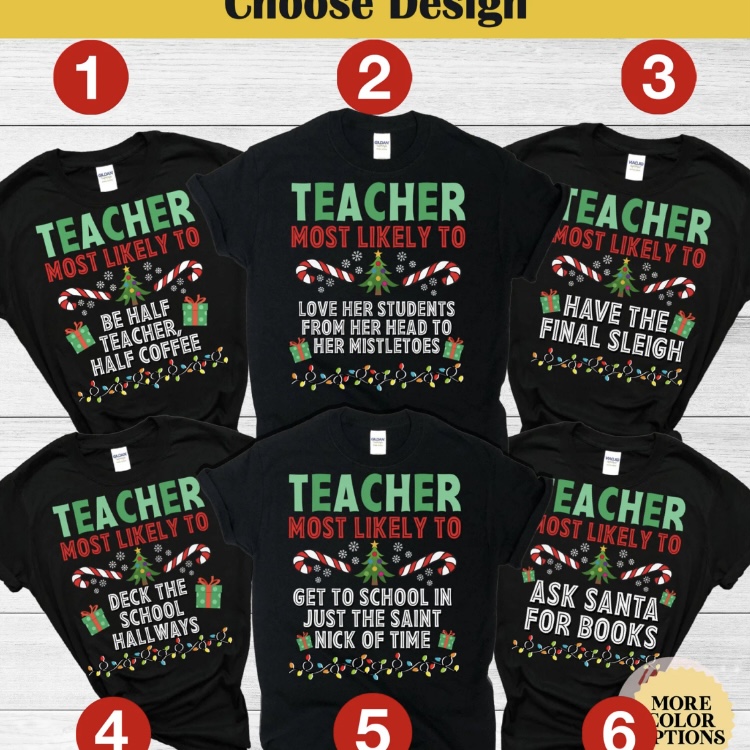 Choose Design
1
2
3
TEACHER
MOST LIKELY TO
BE HALF
TEACHER,
HALF COFFEE
GILDAN
TEACHER
MOST LIKELY TO
LOVE HER STUDENTS
FROM HER HEAD TO
HER MISTLETOES
TEACHER
MOST LIKELY TO
HAVE THE
FINAL SLEIGH
TEACHER
MOST LIKELY TO
DECK THE
SCHOOL
HALLWAYS
TEACHER
MOST LIKELY TO
GET TO SCHOOL IN
JUST THE SAINT
NICK OF TIME
EACHER
MOST LIKELY TO
ASK SANTA
FOR BOOKS
4
5
6
MORE
COLOR
PTIONS